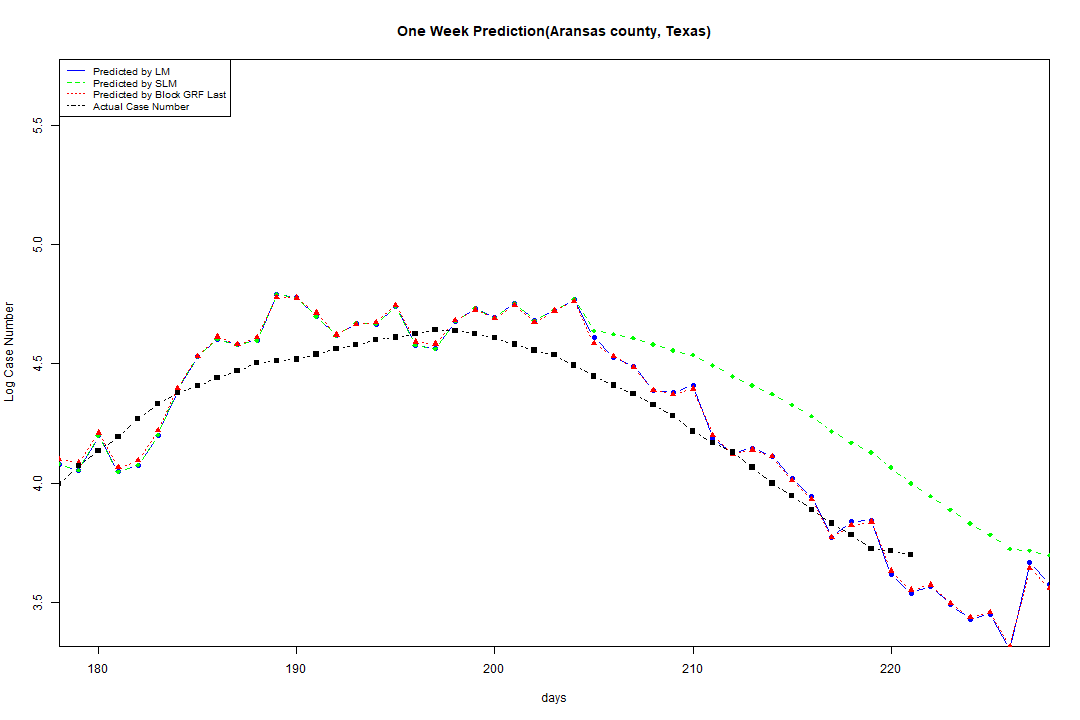 One Week Prediction(Aransas county, Texas)
Predicted by LM
Predicted by SLM
Predicted by Block GRF Last
Actual Case Number
5.5
5.0
4.5
4.0
3.5
Log Case Number
180 190 200 210 220
days